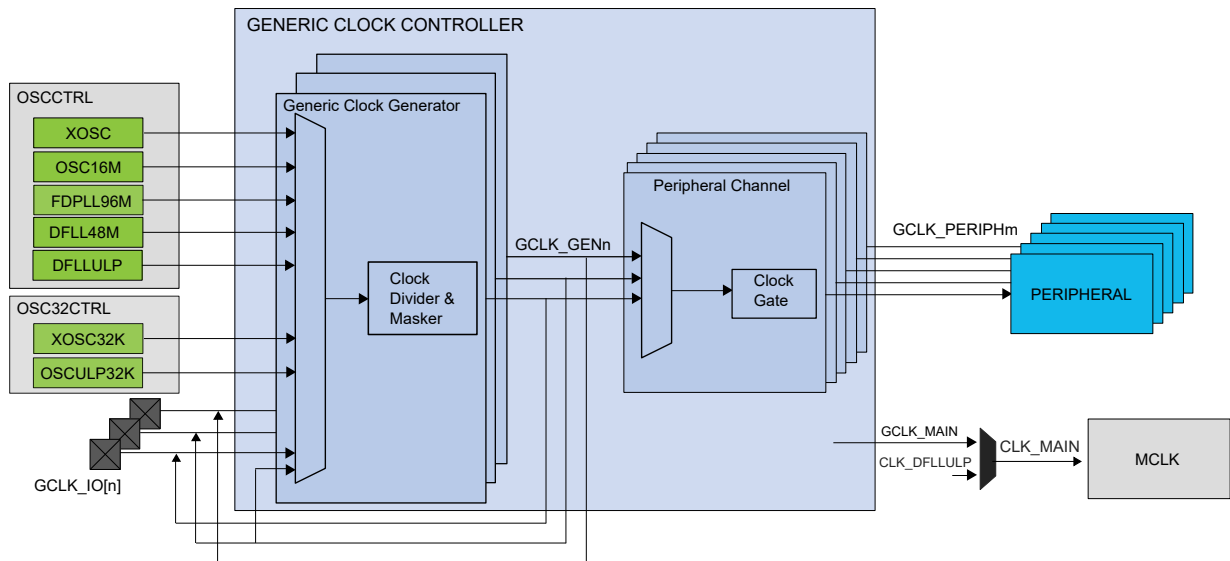 GENERIC CLOCK CONTROLLER
OSCCTRL
XOSC
OSC16M
FDPLL96M
DFLL48M
DFLLULP
OSC32CTRL
XOSC32K
OSCULP32K
GCLK_IO[n]
Generic Clock Generator
Clock
Divider &
Masker
GCLK_GENn
Peripheral Channel
Clock
Gate
GCLK_PERIPHm
PERIPHERAL
GCLK_MAIN
CLK_DFLLULP
CLK_MAIN
MCLK